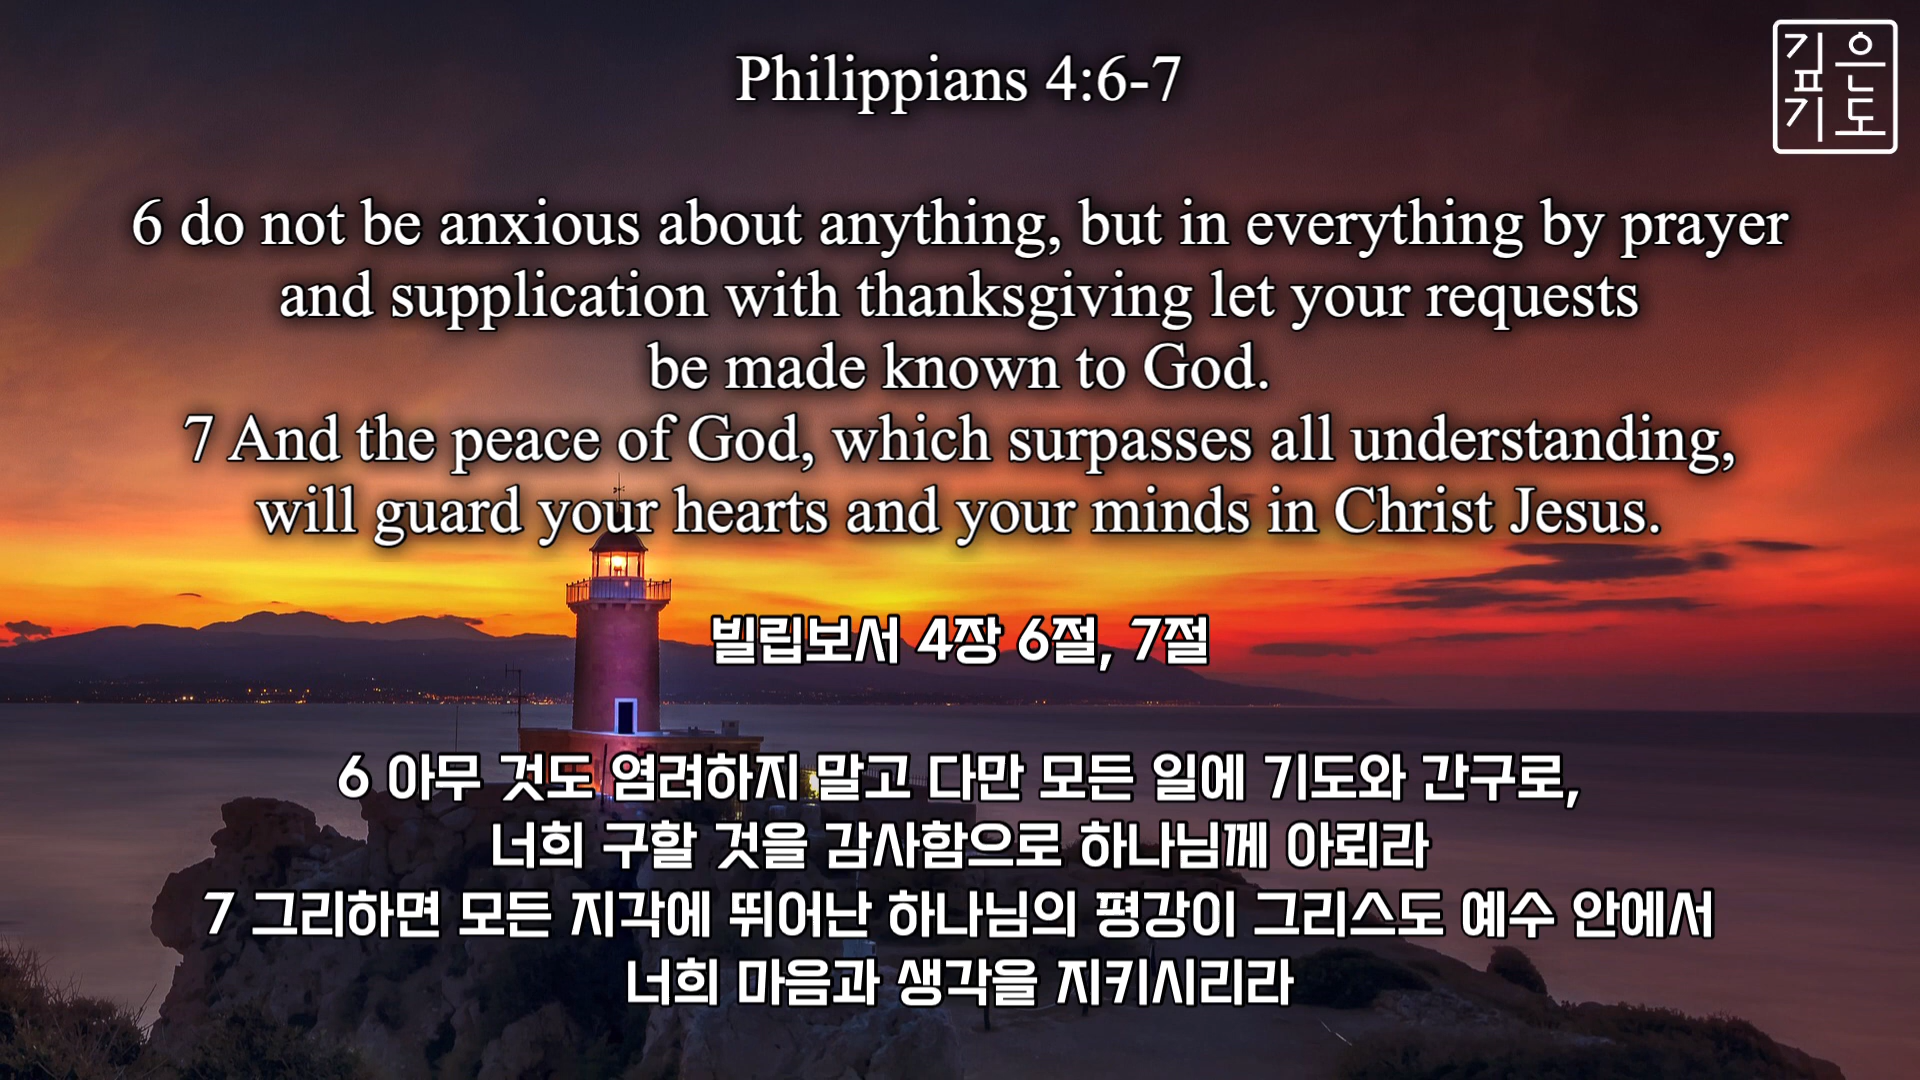 Philippians 4:6-7
깊은
기도
6 do not be anxious about anything, but in everything by prayer
and supplication with thanksgiving let your requests
be made known to God.
7 And the peace of God, which surpasses all understanding,
will guard your hearts and your minds in Christ Jesus.
빌립보서 4장 6절, 7절
6 아무 것도 염려하지 말고 다만 모든 일에 기도와 간구로,
너희 구할 것을 감사함으로 하나님께 아뢰라
7 그리하면 모든 지각에 뛰어난 하나님의 평강이 그리스도 예수 안에서
너희 마음과 생각을 지키시리라